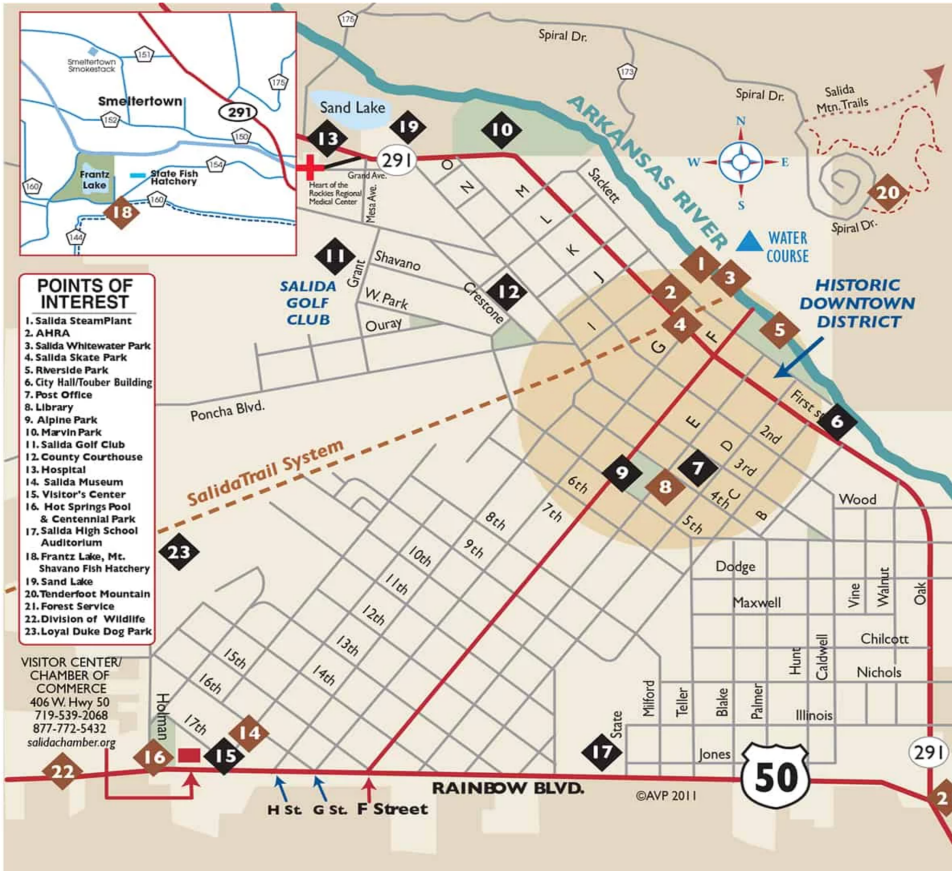 175
Spiral Dr.
151
Smeltertown
Smokestack
173
175
Smeltertown
291
Spiral Dr.
Salida
Mtn. Trails
Sand Lake
ARKANSAS RIVER
152
150
13
19
10
291
N
W
E
S
154
Frantz
Lake
State Fish
Hatchery
Grand Ave.
Heart of the
Rockies Regional
Medical Center
Mesa Ave.
O
N
M
L
K
J
I
Sackett
160
160
18
144
20
Spiral Dr.
WATER
COURSE
11
Shavano
Grant
1
3
SALIDA
GOLF
CLUB
12
Crestone
W. Park
Ouray
2
4
5
HISTORIC
DOWNTOWN
DISTRICT
G
F
POINTS OF
INTEREST
1. Salida SteamPlant
2. AHRA
3. Salida Whitewater Park
4. Salida Skate Park
5. Riverside Park
6. City Hall/Touber Building
7. Post Office
8. Library
9. Alpine Park
10. Marvin Park
11. Salida Golf Club
12. County Courthouse
13. Hospital
14. Salida Museum
15. Visitor's Center
16. Hot Springs Pool
& Centennial Park
17. Salida High School
Auditorium
18. Frantz Lake, Mt.
Shavano Fish Hatchery
19. Sand Lake
20. Tenderfoot Mountain
21. Forest Service
22. Division of Wildlife
23. Loyal Duke Dog Park
Poncha Blvd.
First st
6
E
2nd
D
3rd
SalidaTrail System
9
8
7
4th
C
B
6th
5th
7th
Wood
8th
9th
23
10th
Dodge
11th
Maxwell
Vine
Walnut
Oak
12th
Chilcott
13th
Hunt
Caldwell
Nichols
15th
14th
16th
VISITOR CENTER/
CHAMBER OF
COMMERCE
406 W. Hwy 50
719-539-2068
877-772-5432
salidachamber.org
Holman
17th
14
State
Milford
Teller
Blake
Palmer
Illinois
16
15
17
Jones
50
291
22
RAINBOW BLVD.
©AVP 2011
2
H St.
G St.
F Street